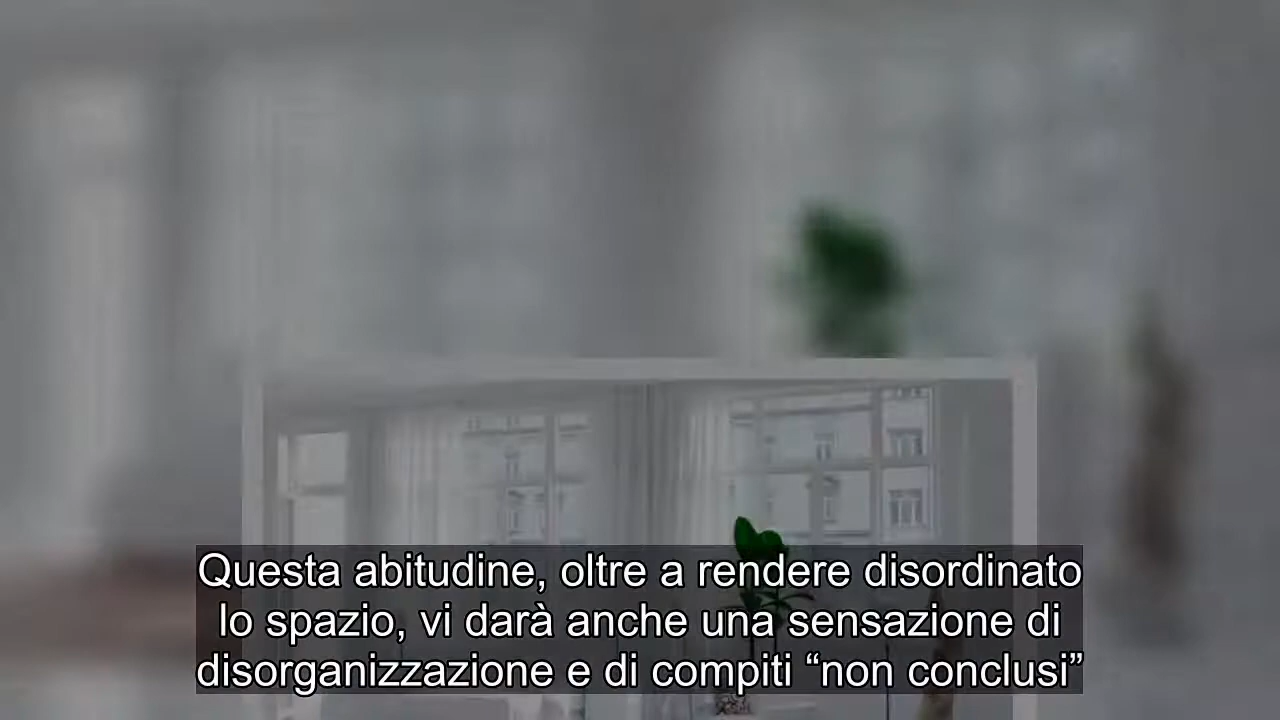 Questa abitudine, oltre a rendere disordinato
lo spazio, vi darà anche una sensazione di
disorganizzazione e di compiti “non conclusi”